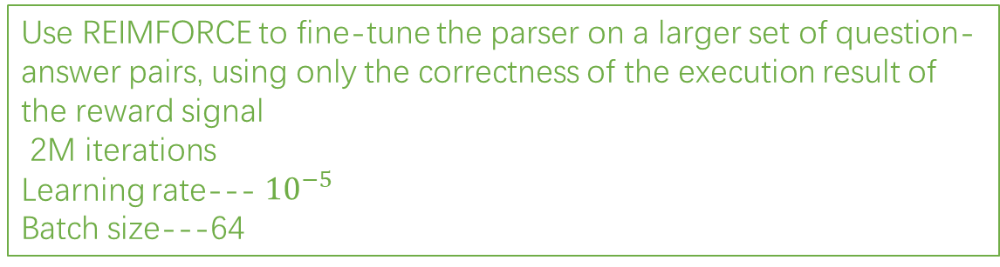 Use REIMFORCE to fine-tune the parser on a larger set of question-
answer pairs, using only the correctness of the execution result of
the reward signal
2M iterations
Learning rate--- 10⁻⁵
Batch size---64